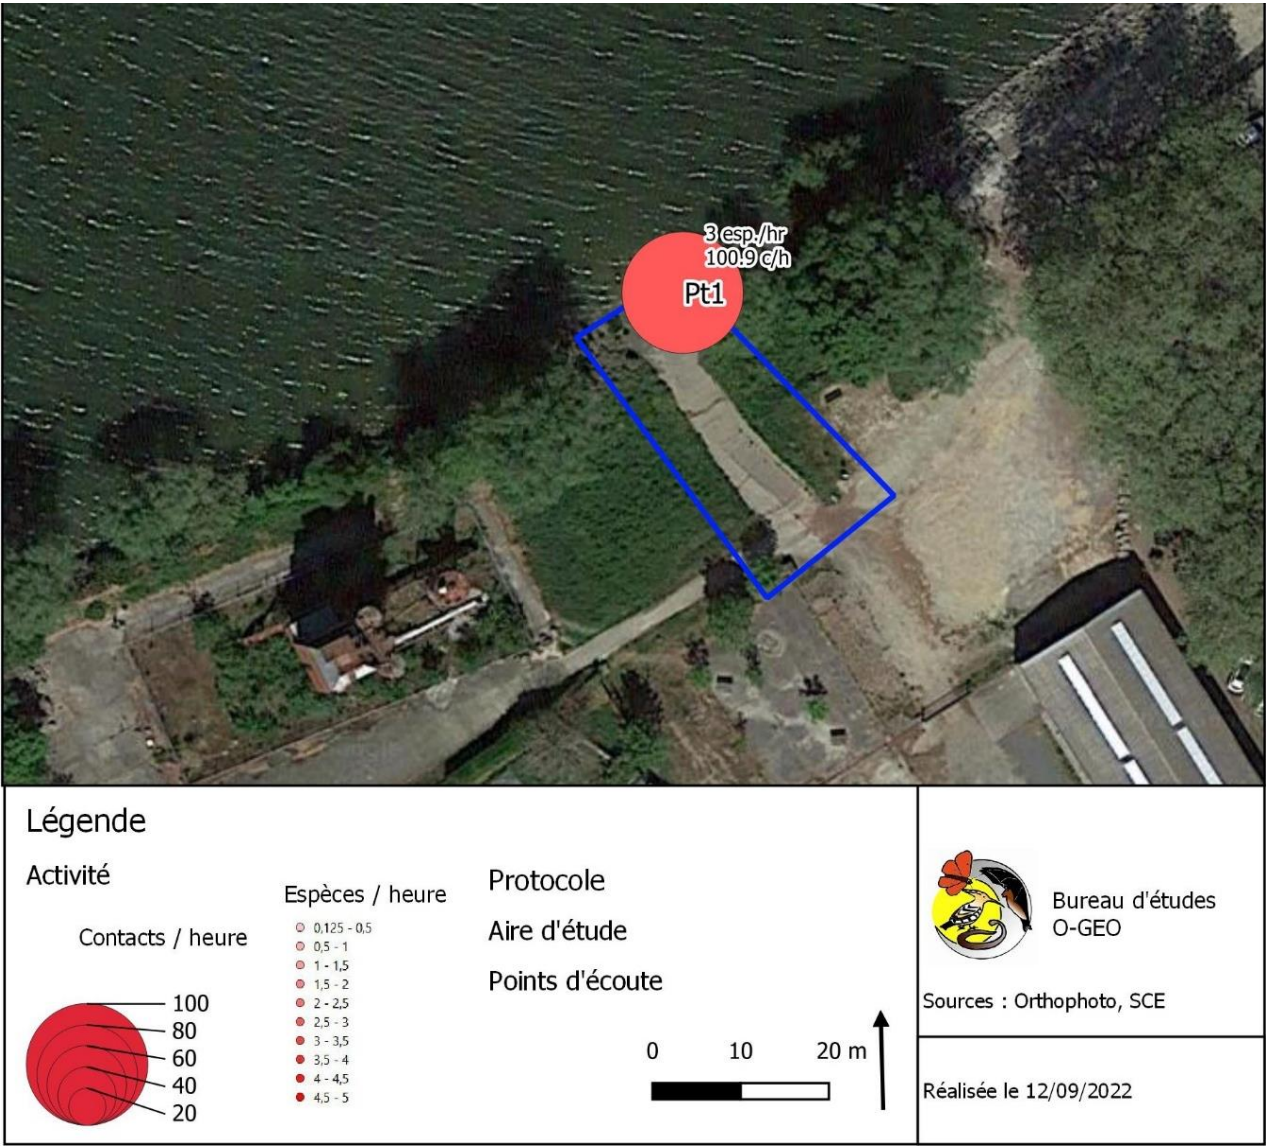 3 esp./hr
100.9 c/h
Pt1
Légende
Activité
Contacts / heure
100
80
60
40
20
Espèces / heure
0,125 - 0,5
0,5 - 1
1 - 1,5
1,5 - 2
2 - 2,5
2,5 - 3
3 - 3,5
3,5 - 4
4 - 4,5
4,5 - 5
Protocole
Aire d'étude
Points d'écoute
0 10 20 m
Bureau d'études
O-GEO
Sources : Orthophoto, SCE
Réalisée le 12/09/2022